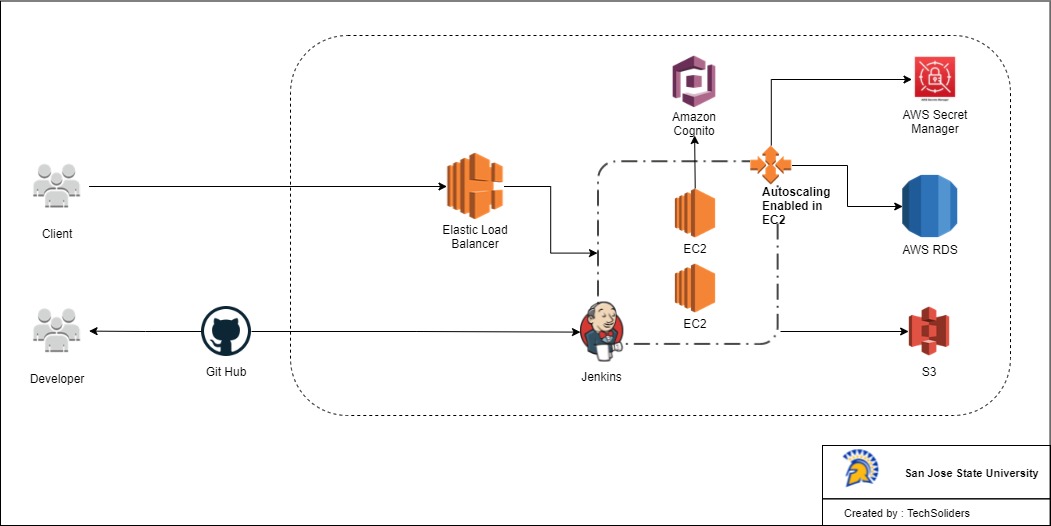 Amazon
Cognito
AWS Secret
Manager
Client
Elastic Load
Balancer
Autoscaling
Enabled in
EC2
EC2
AWS RDS
EC2
Developer
Git Hub
Jenkins
S3
San Jose State University
Created by : TechSoliders